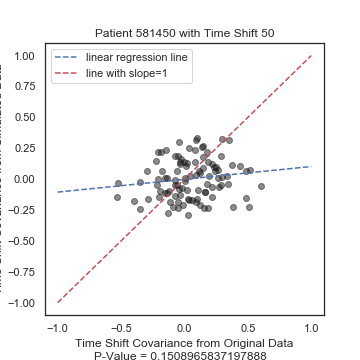 Patient 581450 with Time Shift 50
linear regression line
line with slope=1
1.00
0.75
0.50
0.25
0.00
−0.25
−0.50
−0.75
−1.00
−1.0 −0.5 0.0 0.5 1.0
Time Shift Covariance from Original Data
P-Value = 0.1508965837197888